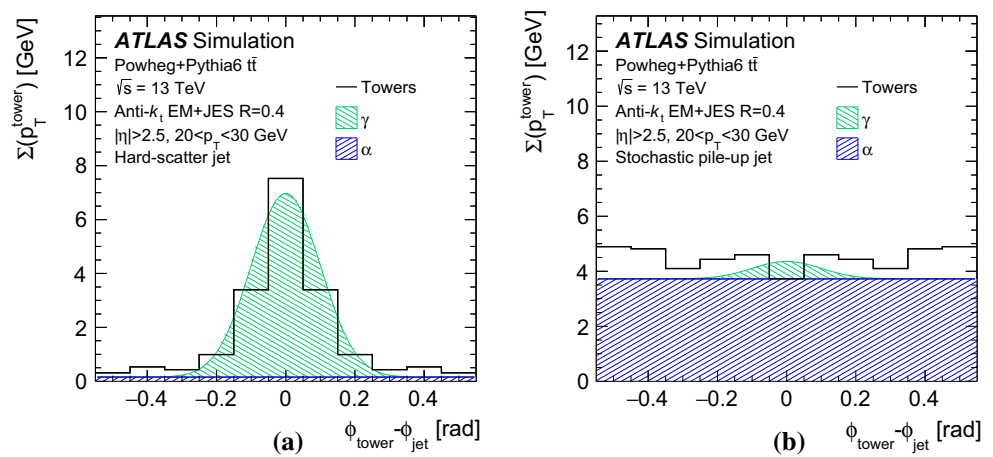 ATLAS Simulation
Powheg+Pythia6 tt̄
√s = 13 TeV
Anti-kt EM+JES R=0.4
|η|>2.5, 20<pT<30 GeV
Hard-scatter jet
Towers
γ
α
Σ(pT^tower) [GeV]
12
10
8
6
4
2
0
−0.4 −0.2 0 0.2 0.4
ϕtower-ϕjet [rad]
(a)
ATLAS Simulation
Powheg+Pythia6 tt̄
√s = 13 TeV
Anti-kt EM+JES R=0.4
|η|>2.5, 20<pT<30 GeV
Stochastic pile-up jet
Towers
γ
α
Σ(pT^tower) [GeV]
12
10
8
6
4
2
0
−0.4 −0.2 0 0.2 0.4
ϕtower-ϕjet [rad]
(b)